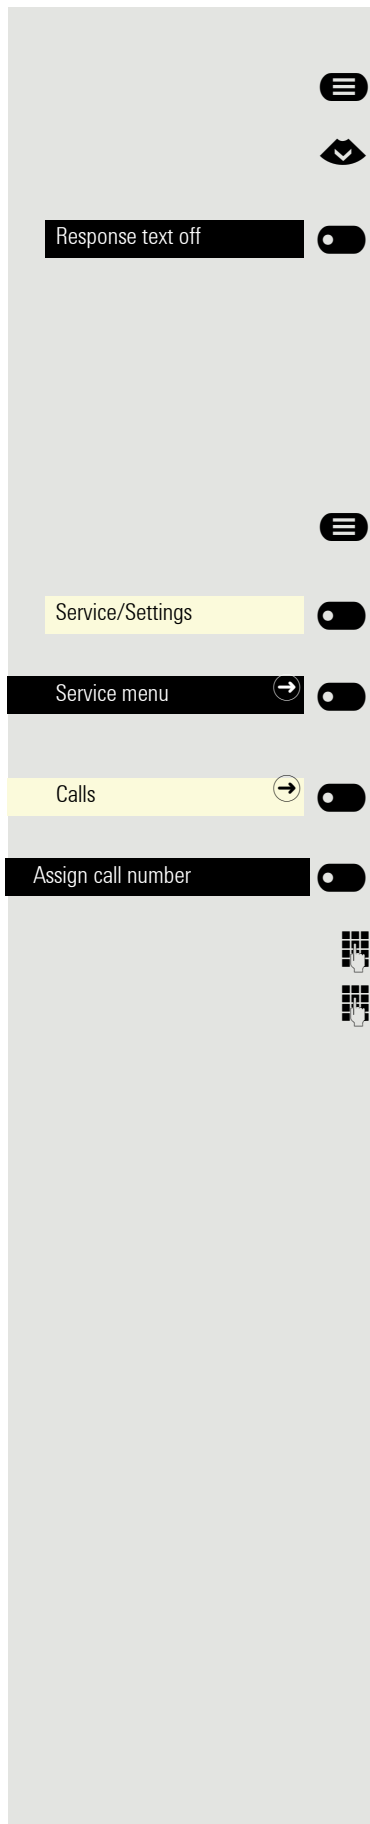 Response text off
Service/Settings
Service menu
Calls
Assign call number